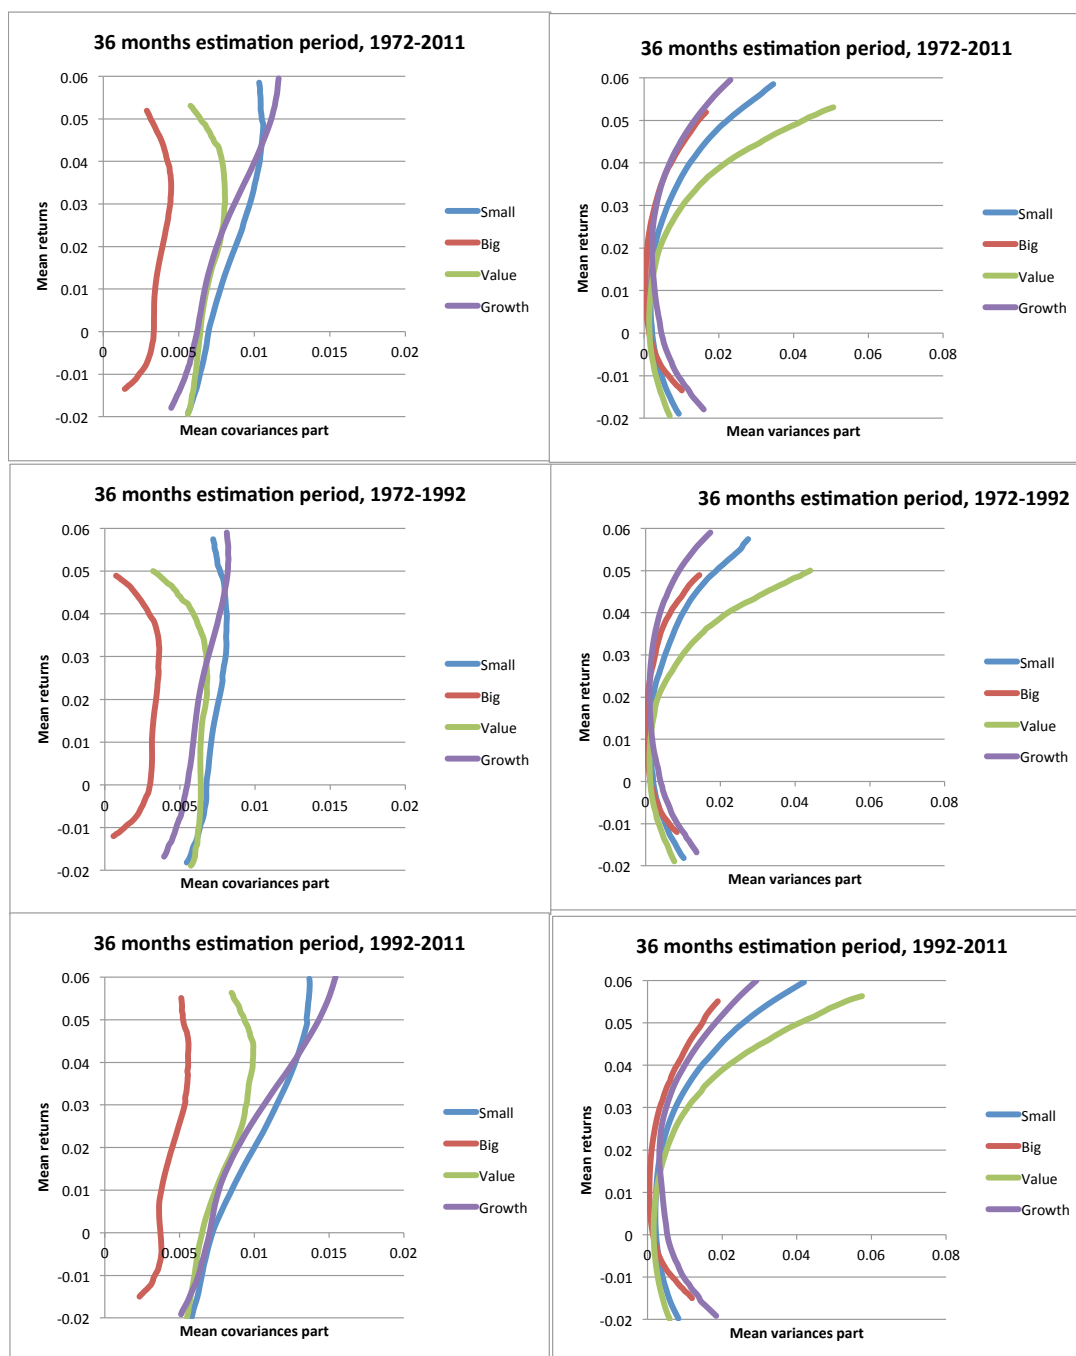 36 months estimation period, 1972-2011
0.06
0.05
0.04
0.03
0.02
0.01
0
-0.01
-0.02
0
0.005
0.01
0.015
0.02
Mean returns
Mean covariances part
Small
Big
Value
Growth
36 months estimation period, 1972-2011
0.06
0.05
0.04
0.03
0.02
0.01
0
-0.01
-0.02
0
0.02
0.04
0.06
0.08
Mean returns
Mean variances part
Small
Big
Value
Growth
36 months estimation period, 1972-1992
0.06
0.05
0.04
0.03
0.02
0.01
0
-0.01
-0.02
0
0.005
0.01
0.015
0.02
Mean returns
Mean covariances part
Small
Big
Value
Growth
36 months estimation period, 1972-1992
0.06
0.05
0.04
0.03
0.02
0.01
0
-0.01
-0.02
0
0.02
0.04
0.06
0.08
Mean returns
Mean variances part
Small
Big
Value
Growth
36 months estimation period, 1992-2011
0.06
0.05
0.04
0.03
0.02
0.01
0
-0.01
-0.02
0
0.005
0.01
0.015
0.02
Mean returns
Mean covariances part
Small
Big
Value
Growth
36 months estimation period, 1992-2011
0.06
0.05
0.04
0.03
0.02
0.01
0
-0.01
-0.02
0
0.02
0.04
0.06
0.08
Mean returns
Mean variances part
Small
Big
Value
Growth